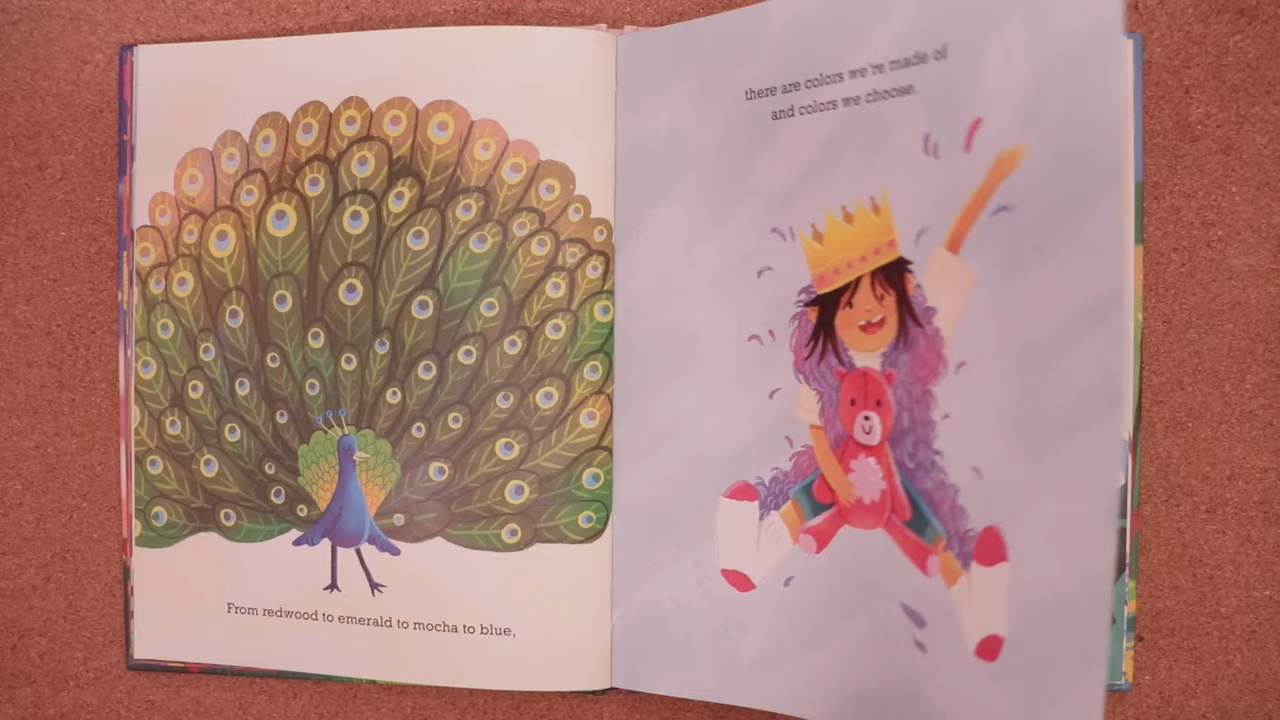 From redwood to emerald to mocha to blue,
there are colors we're made of
and colors we choose.